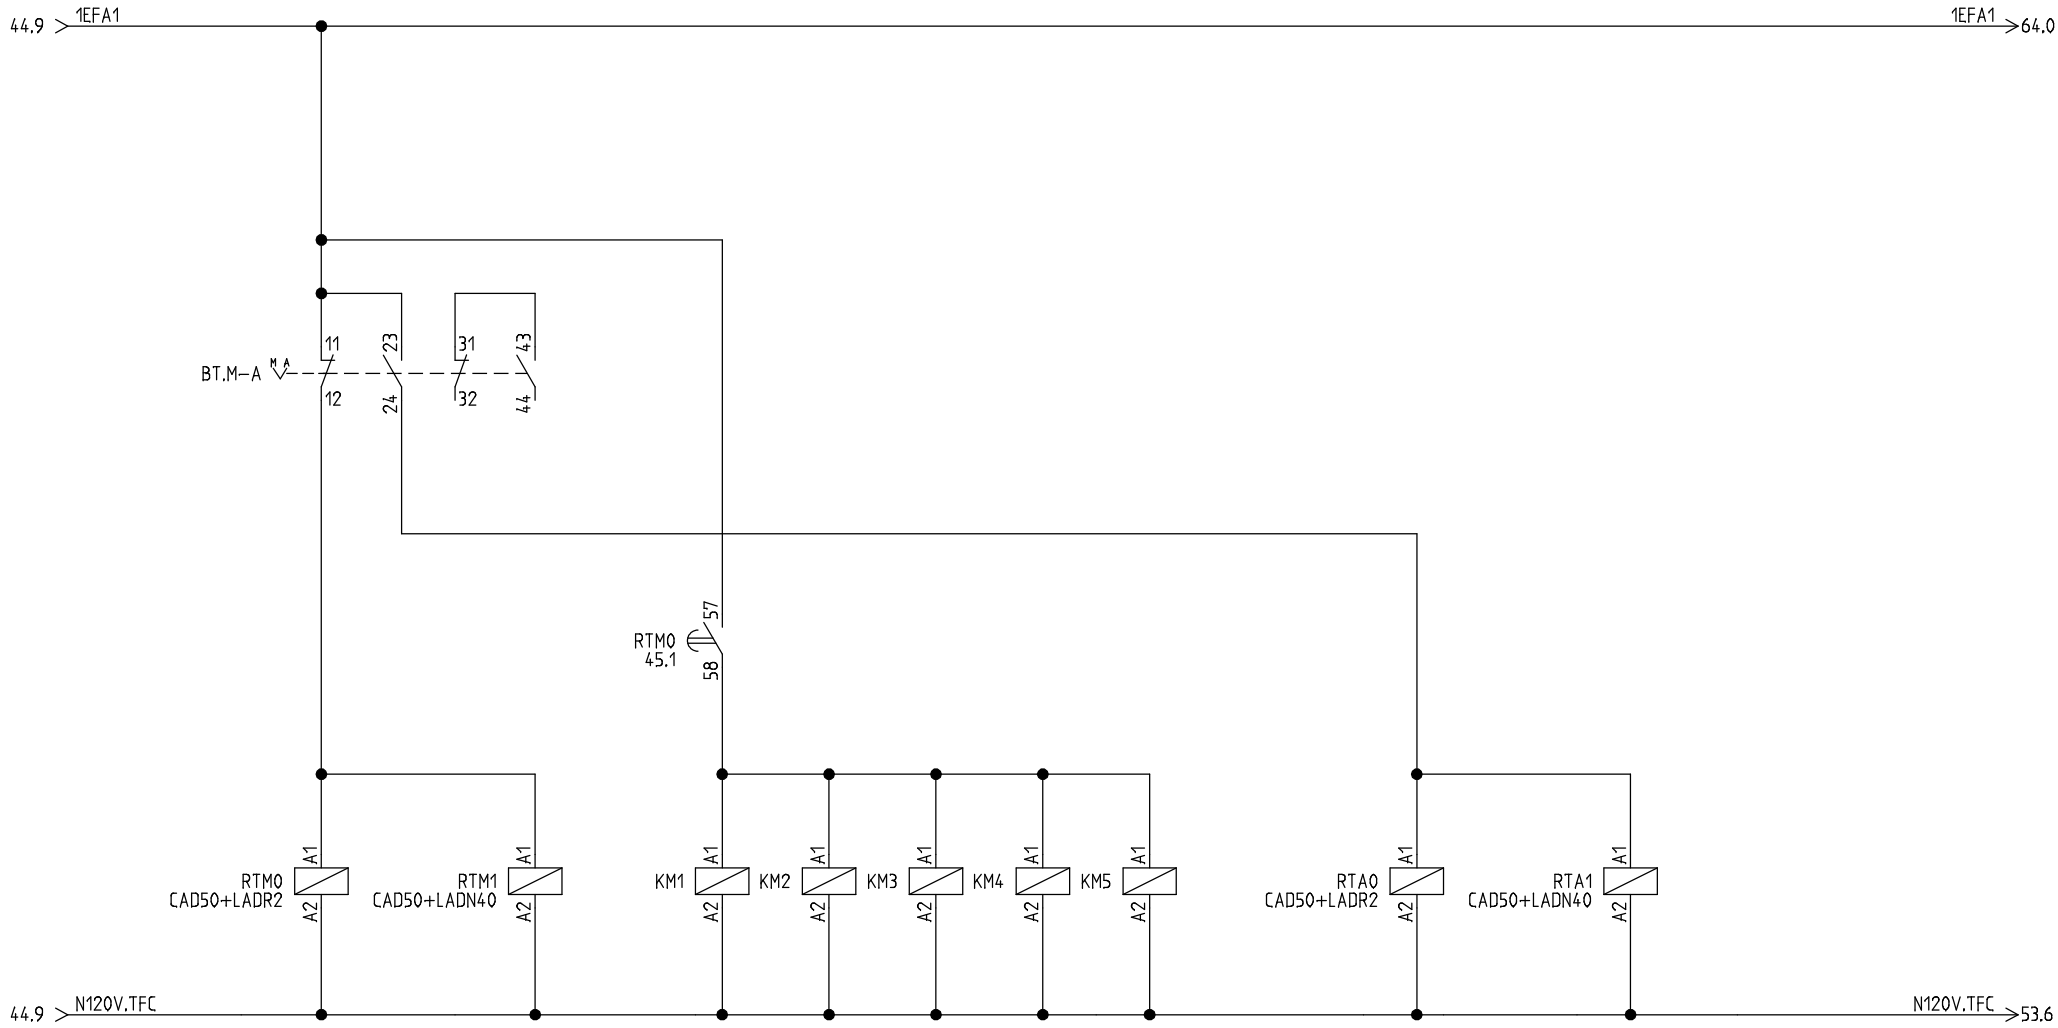 1EFA1
1EFA1
44.9
64.0
11
23
31
43
BT.M-A
M A
12
24
32
44
57
RTM0
45.1
58
A1
A1
A1
A1
A1
A1
A1
A1
A1
RTM0
CAD50+LADR2
RTM1
CAD50+LADN40
KM1
KM2
KM3
KM4
KM5
RTA0
CAD50+LADR2
RTA1
CAD50+LADN40
A2
A2
A2
A2
A2
A2
A2
A2
A2
N120V.TFC
N120V.TFC
44.9
53.6